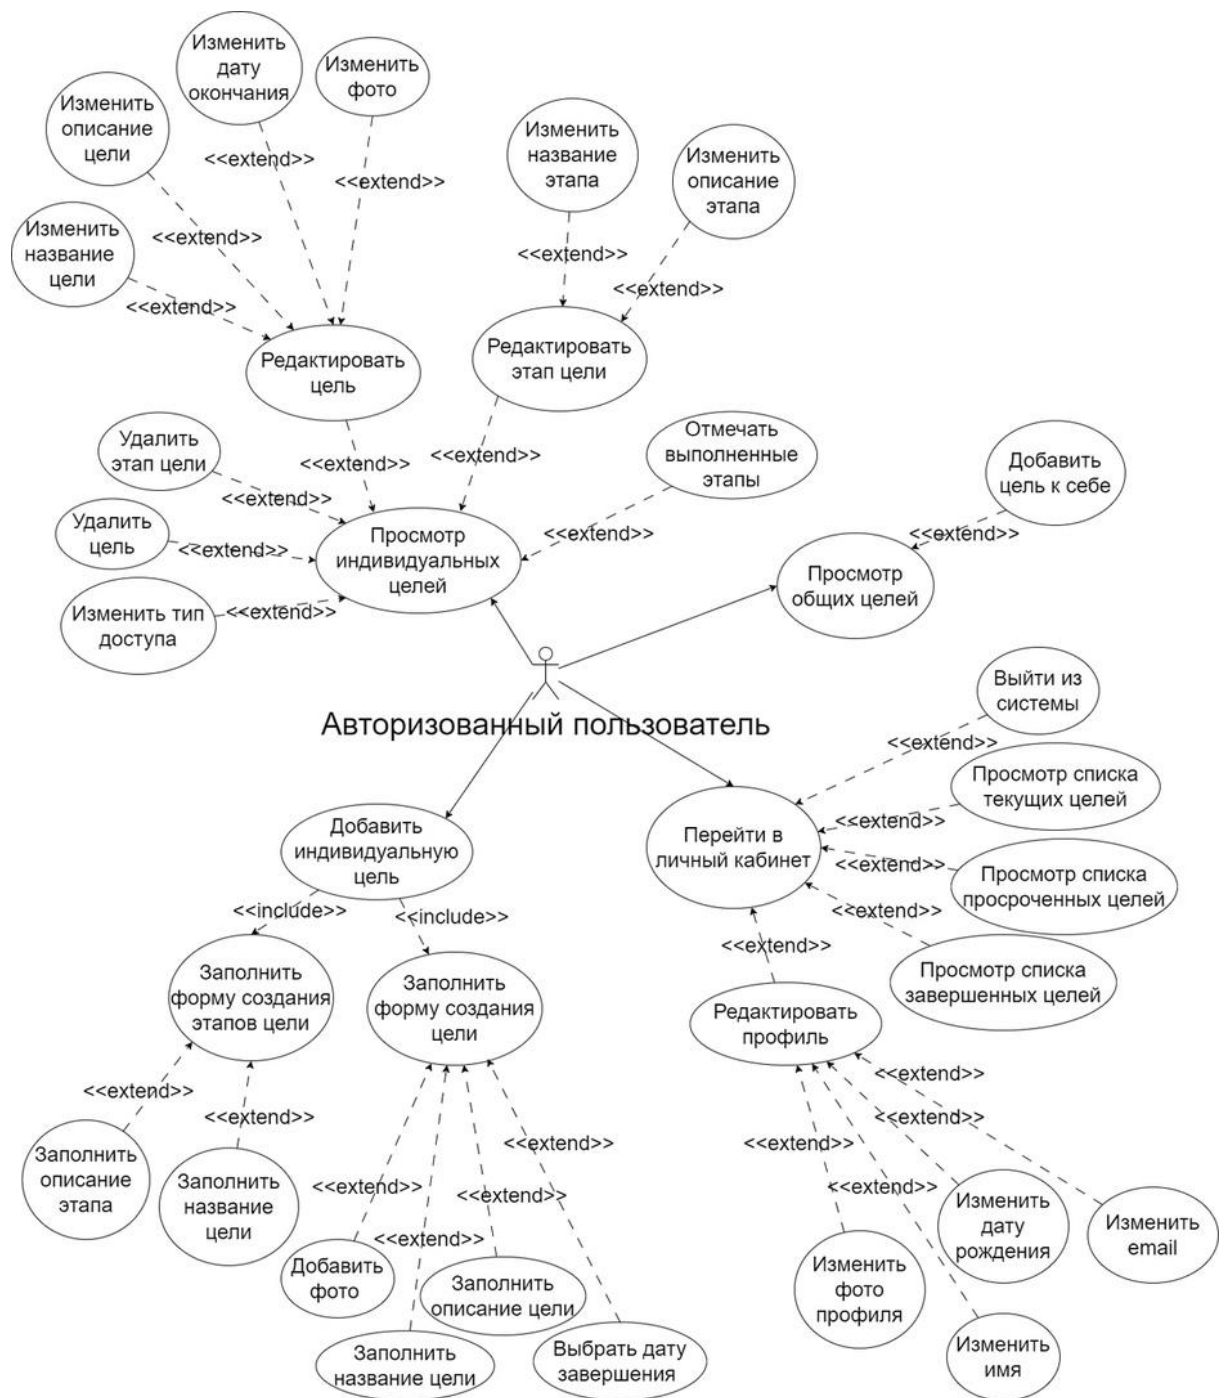 Изменить
дату
окончания
Изменить
фото
Изменить
описание
цели
Изменить
название
этапа
Изменить
описание
этапа
<<extend>>
<<extend>>
Изменить
название
цели
<<extend>>
<<extend>>
<<extend>>
<<extend>>
Редактировать
цель
Редактировать
этап цели
Удалить
этап цели
<<extend>>
<<extend>>
Отмечать
выполненные
этапы
Добавить
цель к себе
<<extend>>
Удалить
цель
<<extend>>
Просмотр
индивидуальных
целей
<<extend>>
<<extend>>
Просмотр
общих целей
Изменить тип
доступа
<<extend>>
Авторизованный пользователь
Выйти из
системы
<<extend>>
Просмотр списка
текущих целей
<<extend>>
Добавить
индивидуальную
цель
Перейти в
личный кабинет
<<extend>>
Просмотр списка
просроченных целей
<<include>>
<<include>>
<<extend>>
<<extend>>
Просмотр списка
завершенных целей
Заполнить
форму создания
этапов цели
Заполнить
форму создания
цели
Редактировать
профиль
<<extend>>
<<extend>>
<<extend>>
<<extend>>
<<extend>>
<<extend>>
Заполнить
описание
этапа
Заполнить
название
цели
<<extend>>
<<extend>>
<<extend>>
<<extend>>
Изменить
дату
рождения
Изменить
email
Добавить
фото
Заполнить
описание цели
Изменить
фото
профиля
Заполнить
название цели
Выбрать дату
завершения
Изменить
имя